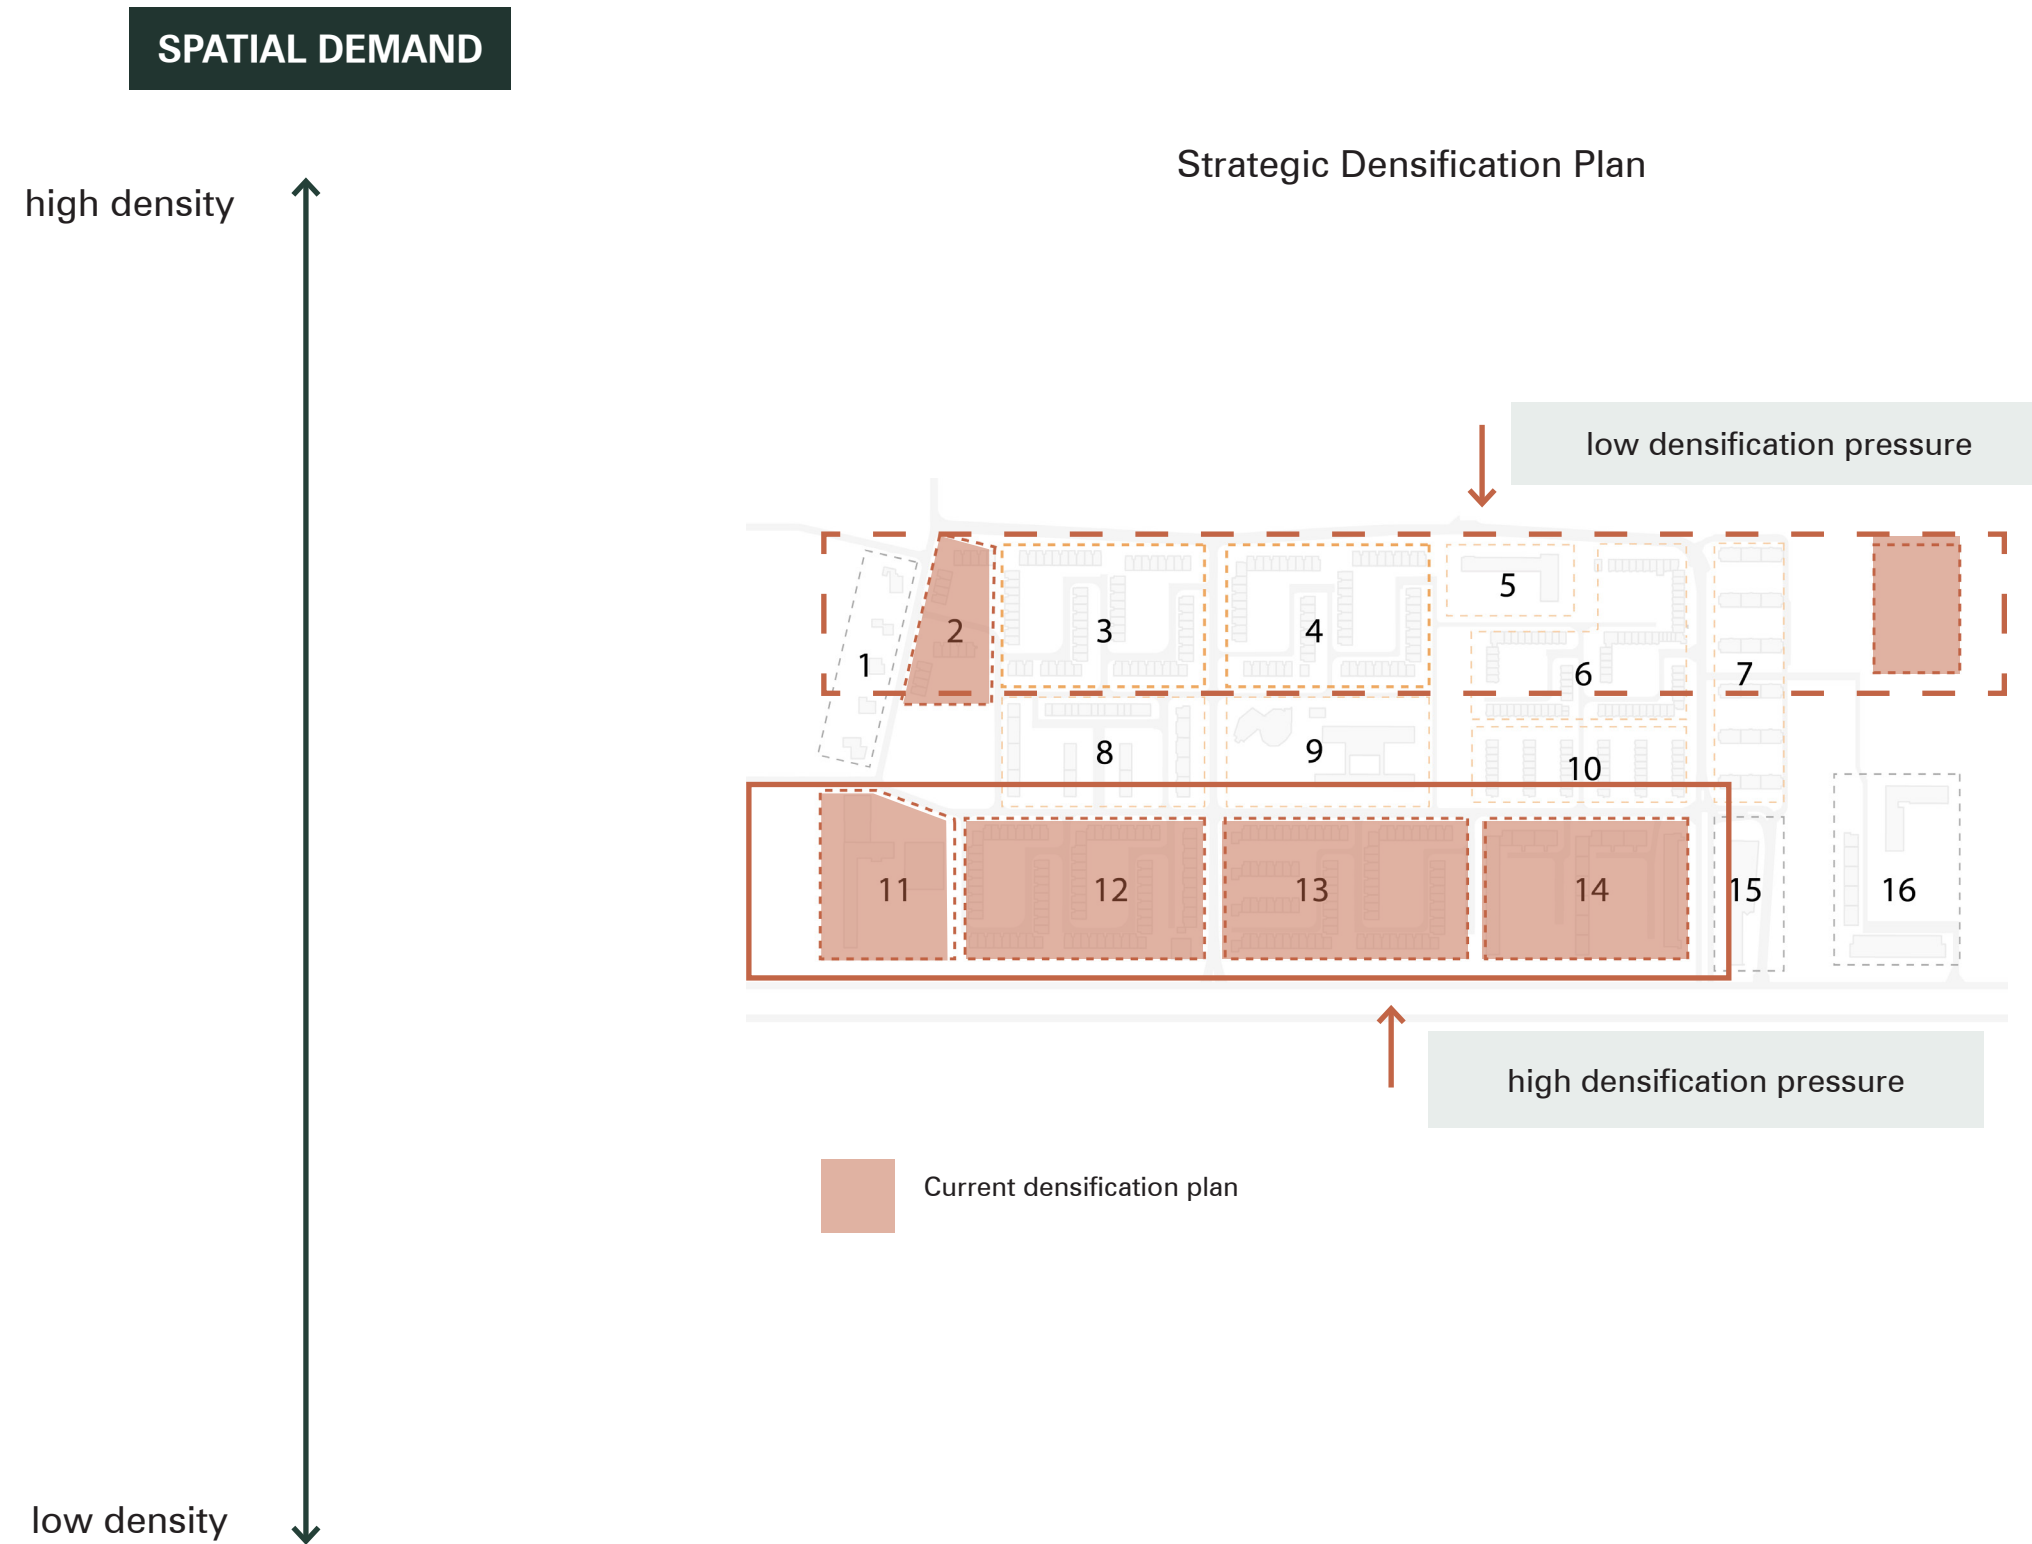 SPATIAL DEMAND
high density
Strategic Densification Plan
low densification pressure
1
2
3
4
5
6
7
8
9
10
11
12
13
14
15
16
high densification pressure
Current densification plan
low density